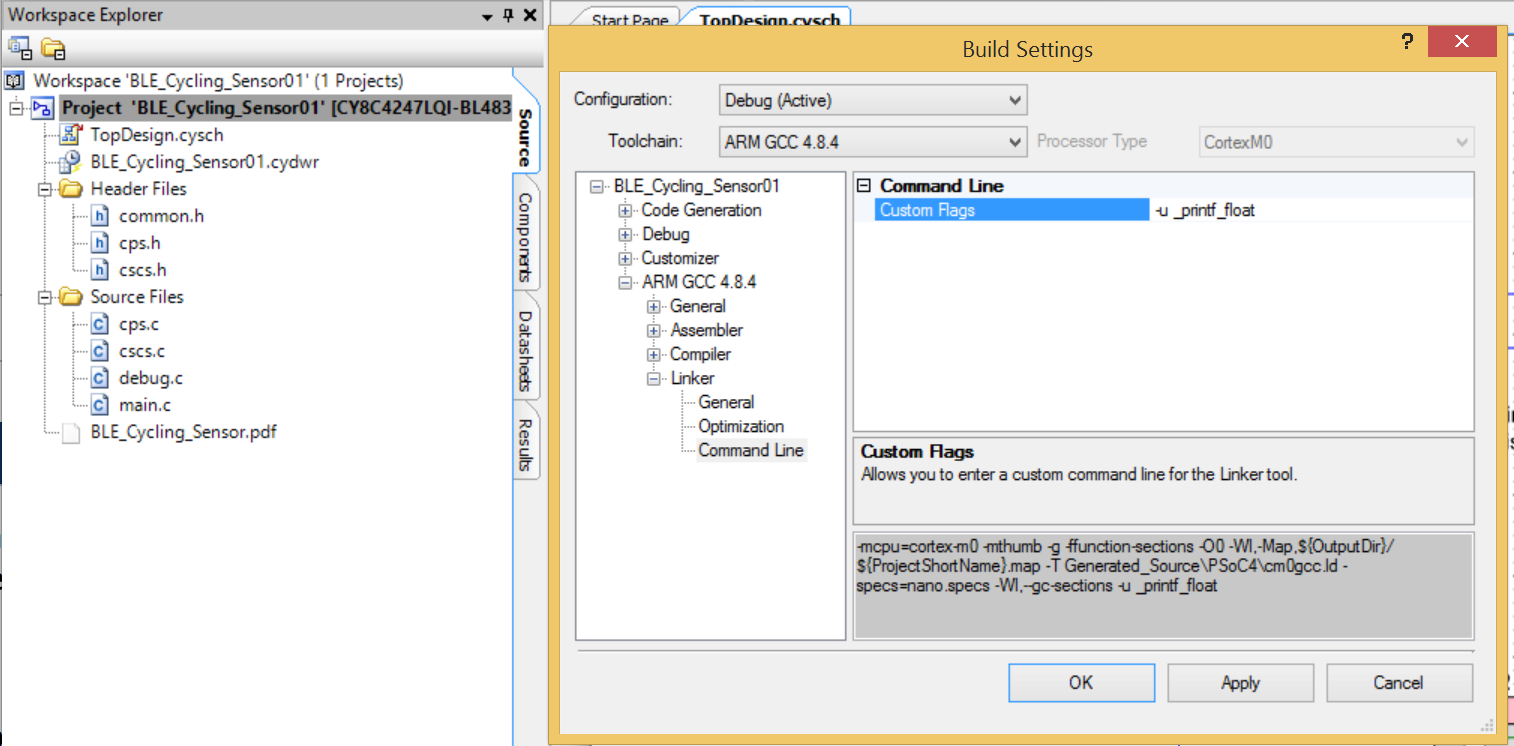 Workspace Explorer
Workspace 'BLE_Cycling_Sensor01' (1 Projects)
Project 'BLE_Cycling_Sensor01' [CY8C4247LQI-BL483
TopDesign.cysch
BLE_Cycling_Sensor01.cydwr
Header Files
common.h
cps.h
cscs.h
Source Files
cps.c
cscs.c
debug.c
main.c
BLE_Cycling_Sensor.pdf
Source
Components
Datasheets
Results
Start Page
TopDesign.cysch
Build Settings
?
Configuration:
Debug (Active)
Toolchain:
ARM GCC 4.8.4
Processor Type
CortexM0
BLE_Cycling_Sensor01
Code Generation
Debug
Customizer
ARM GCC 4.8.4
General
Assembler
Compiler
Linker
General
Optimization
Command Line
Command Line
Custom Flags
-u _printf_float
Custom Flags
Allows you to enter a custom command line for the Linker tool.
-mcpu=cortex-m0 -mthumb -g -ffunction-sections -O0 -Wl,-Map,${OutputDir}/
${ProjectShortName}.map -T Generated_Source\PSoC4\cm0gcc.ld -
specs=nano.specs -Wl,--gc-sections -u _printf_float
OK
Apply
Cancel